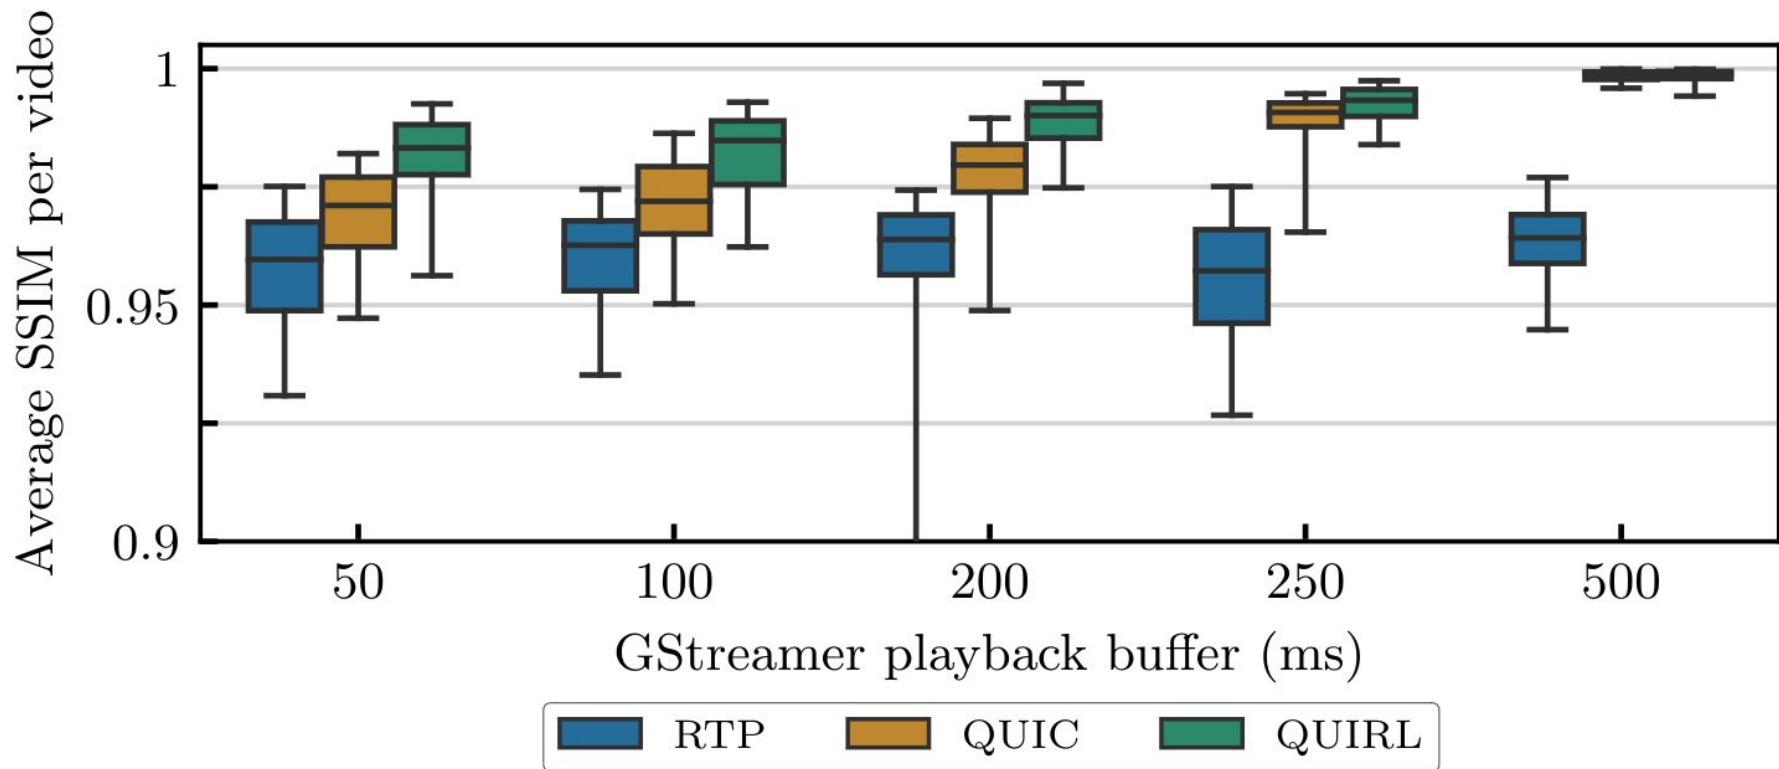 Average SSIM per video
1
0.95
0.9
50 100 200 250 500
GStreamer playback buffer (ms)
RTP QUIC QUIRL